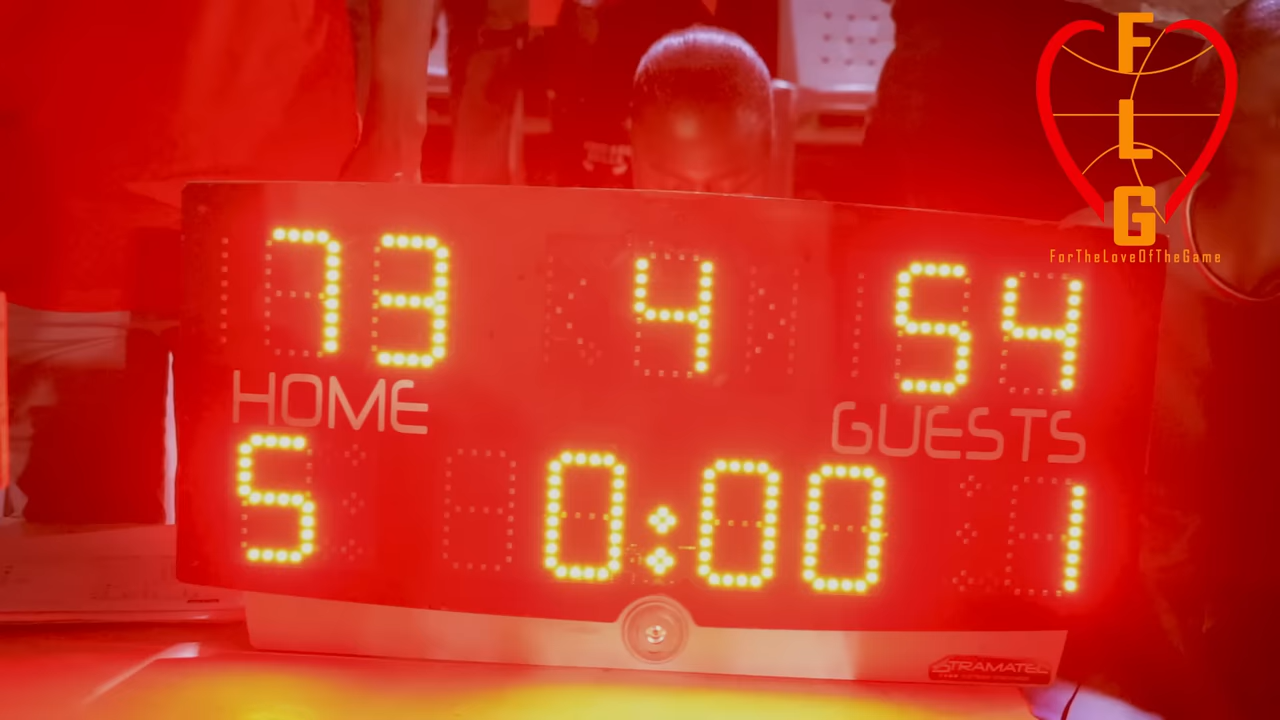 F
L
G
ForTheLoveOfTheGame
73 4 54
HOME GUESTS
5 0:00 1
STRAMATEL